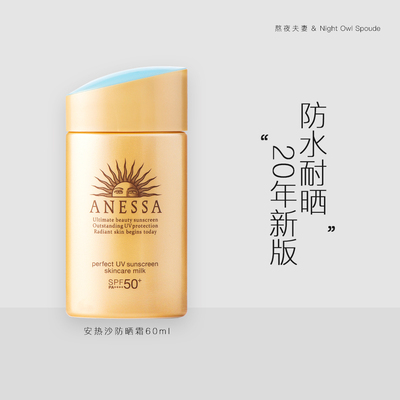 熬夜夫妻 & Night Owl Spoude
“防水耐晒
20年新版”
ANESSA
Ultimate beauty sunscreen
Outstanding UV protection
Radiant skin begins today
perfect UV sunscreen
skincare milk
SPF 50+
PA++++
安热沙防晒霜60ml